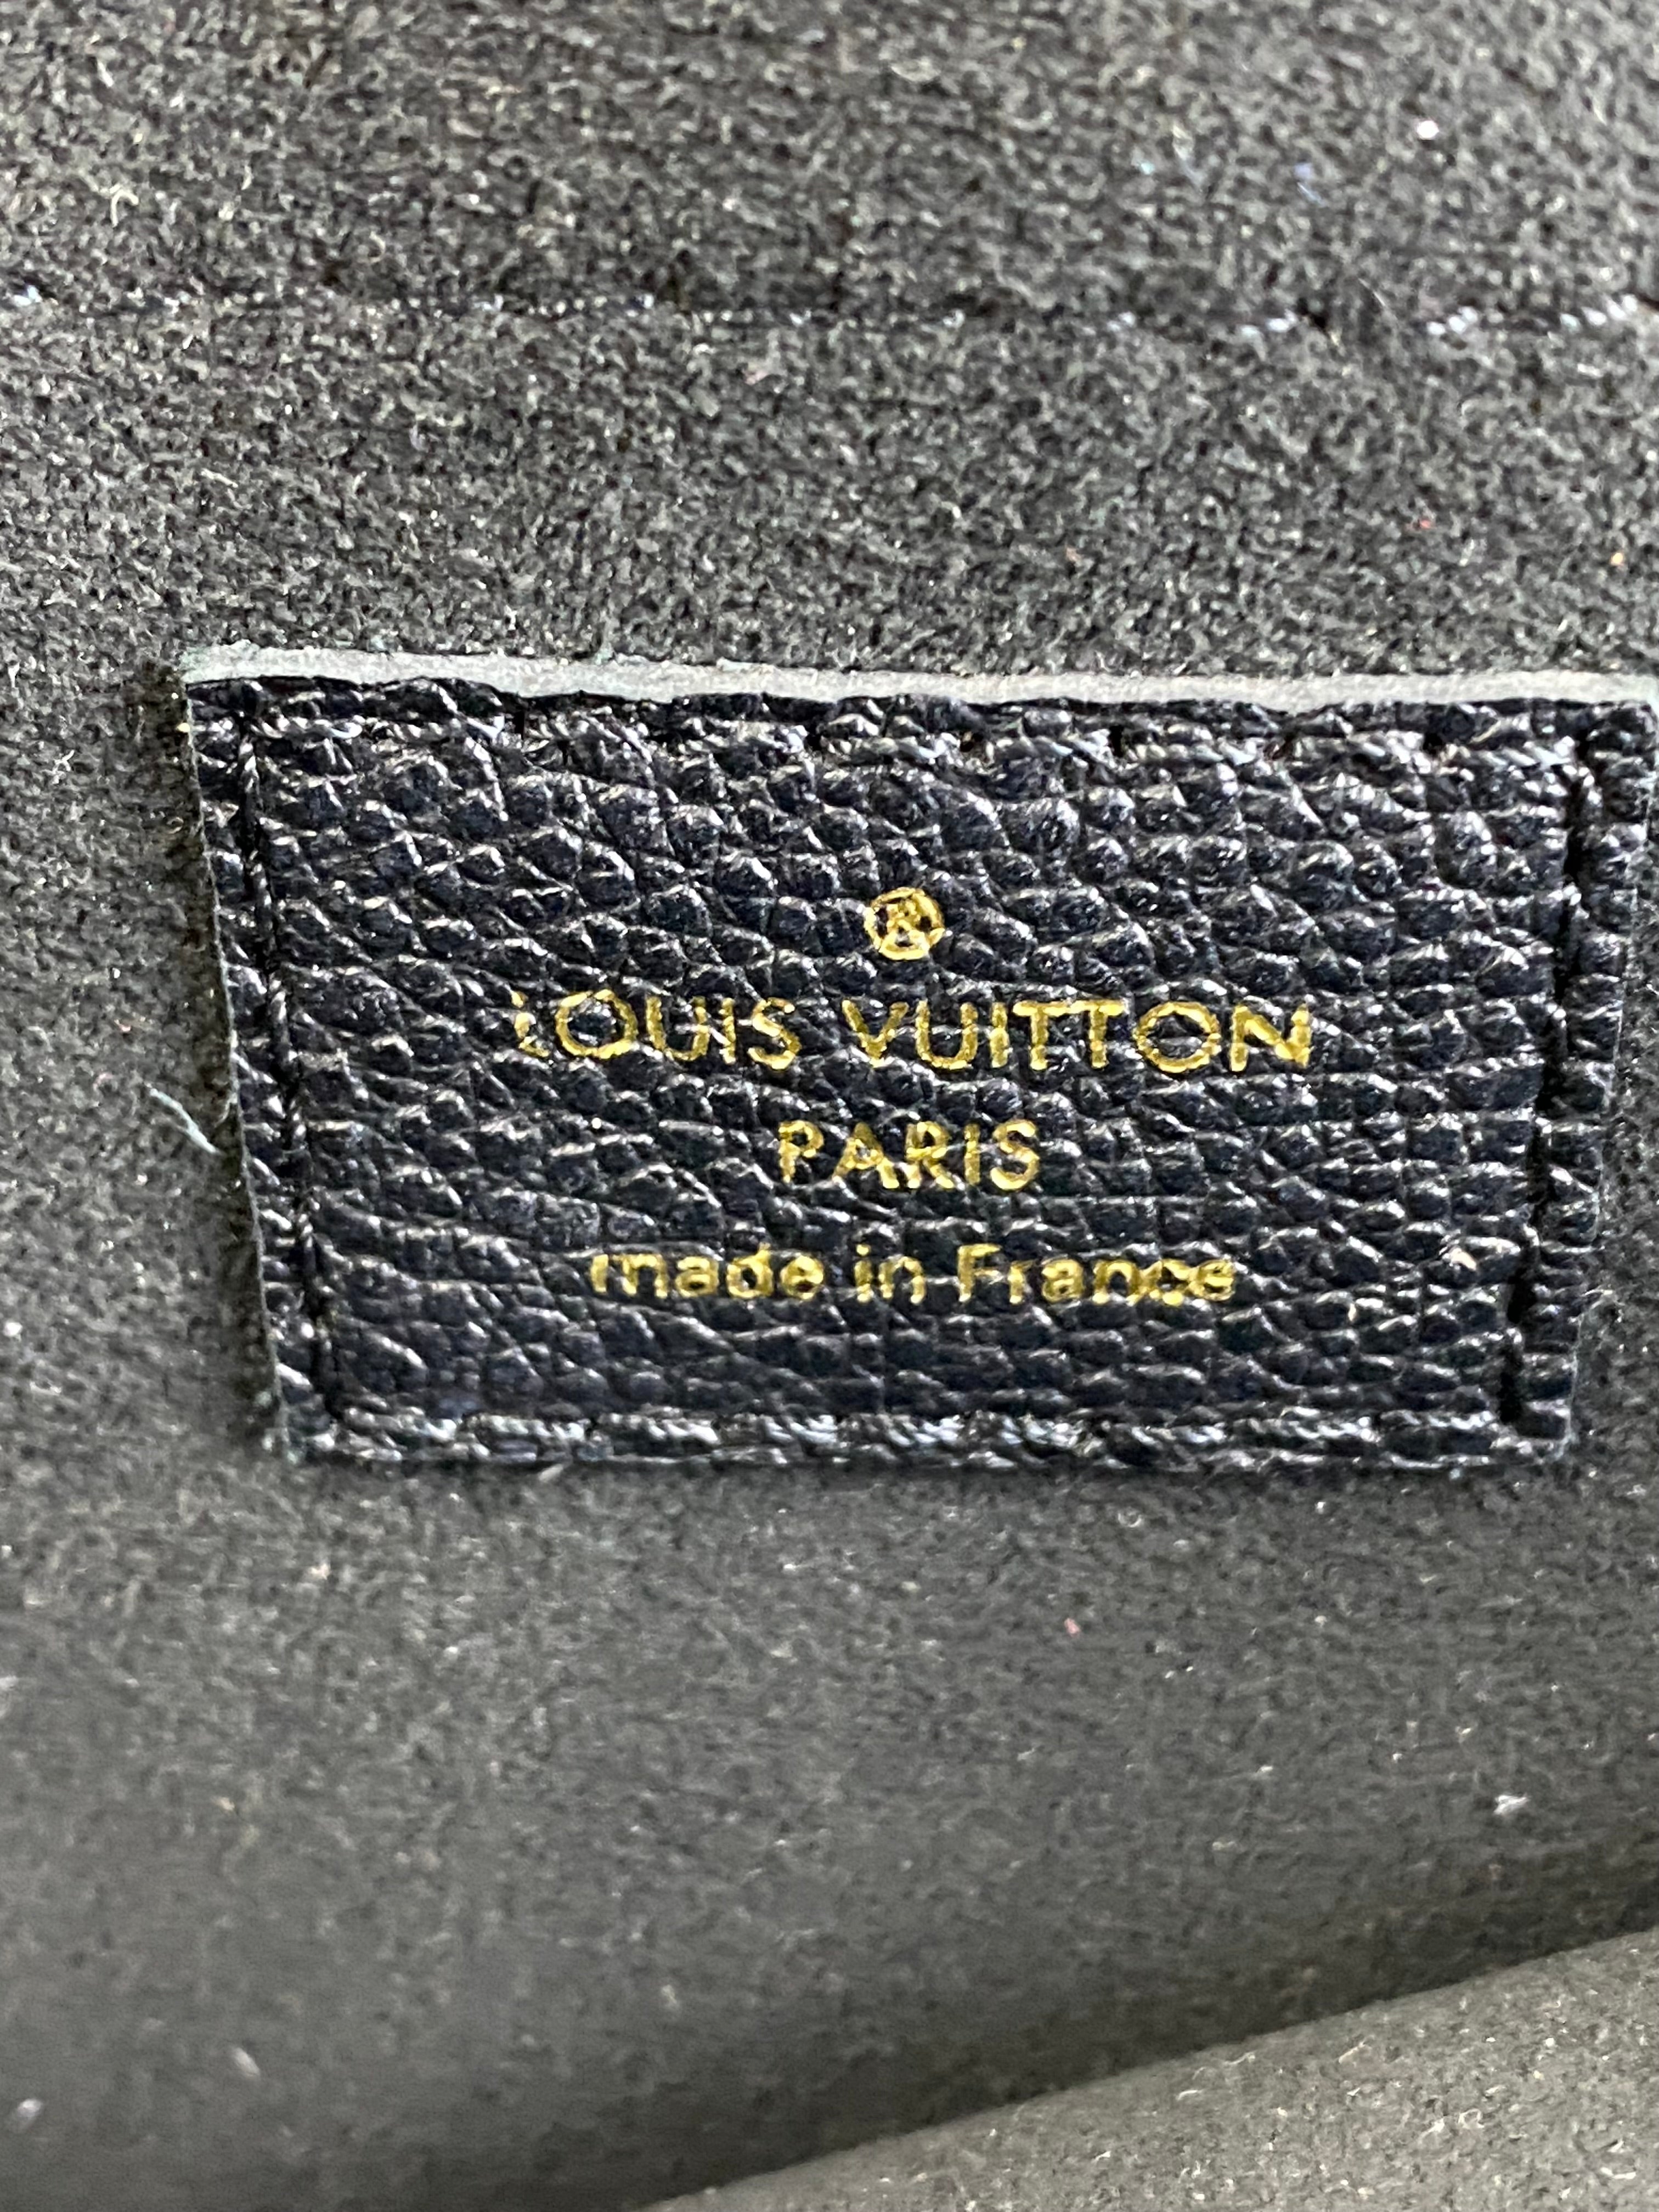 ®
LOUIS VUITTON
PARIS
made in France